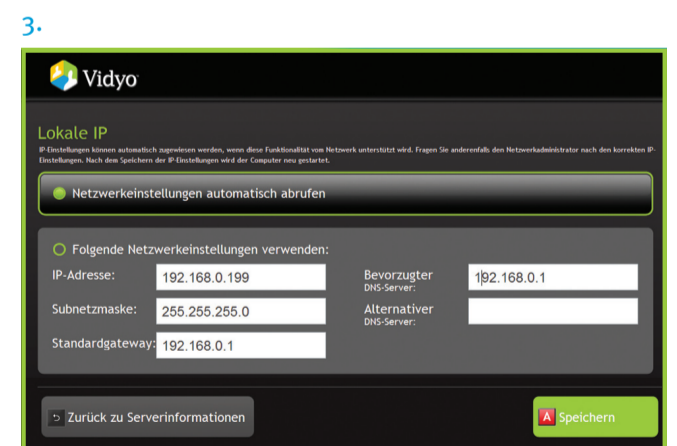 3.
Vidyo
Lokale IP
IP-Einstellungen können automatisch zugewiesen werden, wenn diese Funktionalität vom Netzwerk unterstützt wird. Fragen Sie anderenfalls den Netzwerkadministrator nach den korrekten IP-
Einstellungen. Nach dem Speichern der IP-Einstellungen wird der Computer neu gestartet.
Netzwerkeinstellungen automatisch abrufen
Folgende Netzwerkeinstellungen verwenden:
IP-Adresse: 192.168.0.199
Bevorzugter DNS-Server: 192.168.0.1
Subnetzmaske: 255.255.255.0
Alternativer DNS-Server:
Standardgateway: 192.168.0.1
Zurück zu Serverinformationen
A Speichern